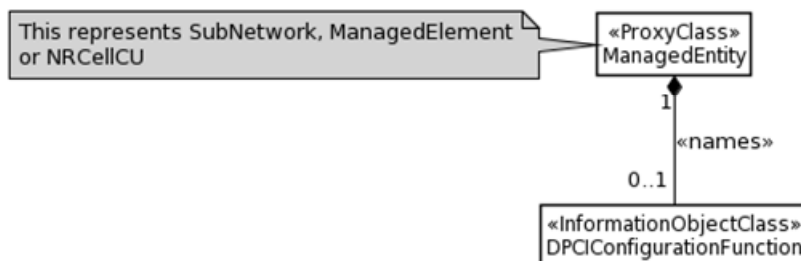 This represents SubNetwork, ManagedElement
or NRCellCU
«ProxyClass»
ManagedEntity
1
«names»
0..1
«InformationObjectClass»
DPCIConfigurationFunction